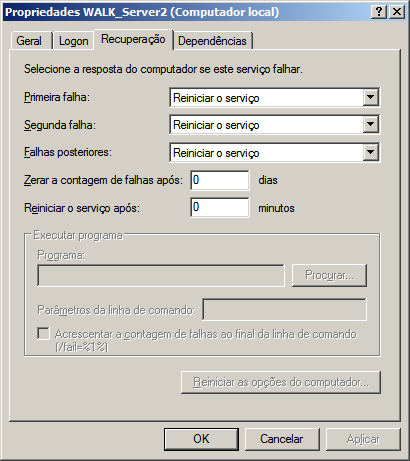 Propriedades WALK_Server2 (Computador local)
Geral Logon Recuperação Dependências
Selecione a resposta do computador se este serviço falhar.
Primeira falha: Reiniciar o serviço
Segunda falha: Reiniciar o serviço
Falhas posteriores: Reiniciar o serviço
Zerar a contagem de falhas após: 0 dias
Reiniciar o serviço após: 0 minutos
Executar programa
Programa:
Procurar...
Parâmetros da linha de comando:
Acrescentar a contagem de falhas ao final da linha de comando
(/fail=%1%)
Reiniciar as opções do computador...
OK Cancelar Aplicar